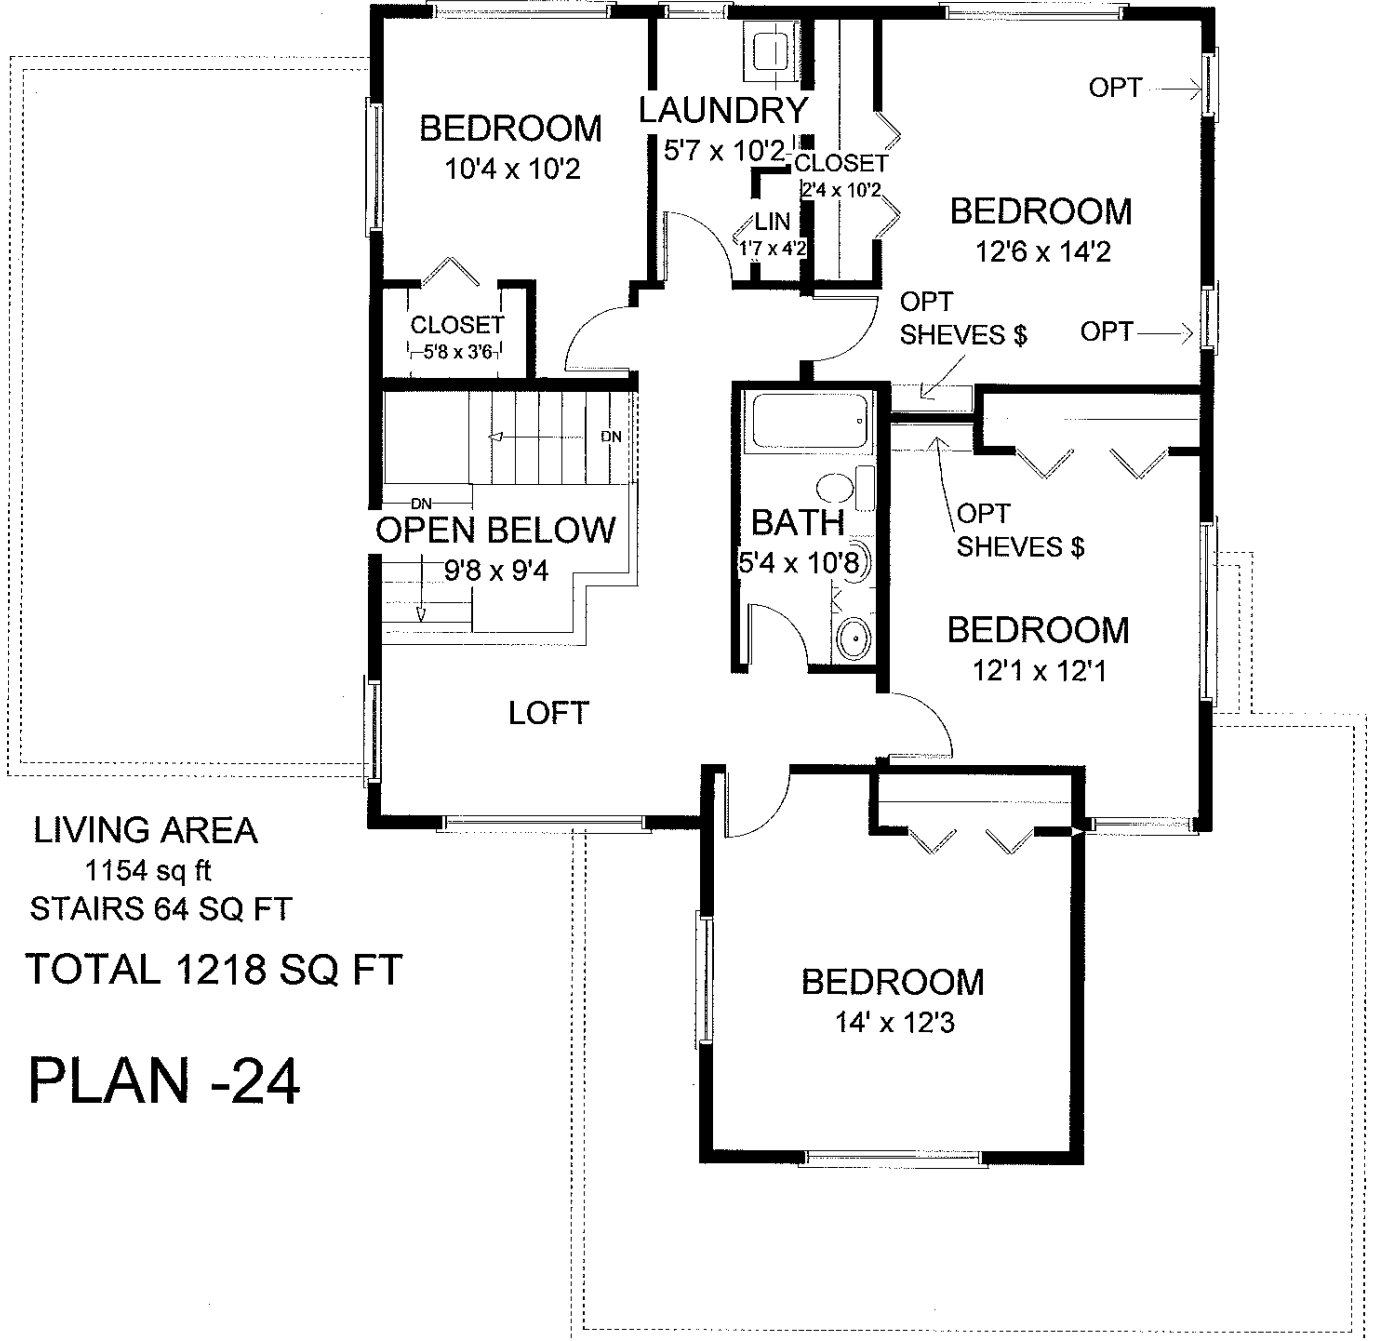 BEDROOM
10'4 x 10'2
LAUNDRY
5'7 x 10'2
CLOSET
2'4 x 10'2
LIN
1'7 x 4'2
OPT
BEDROOM
12'6 x 14'2
OPT
SHEVES $
OPT
CLOSET
5'8 x 3'6
DN
DN
OPEN BELOW
9'8 x 9'4
BATH
5'4 x 10'8
OPT
SHEVES $
BEDROOM
12'1 x 12'1
LOFT
LIVING AREA
1154 sq ft
STAIRS 64 SQ FT
TOTAL 1218 SQ FT
BEDROOM
14' x 12'3
PLAN -24